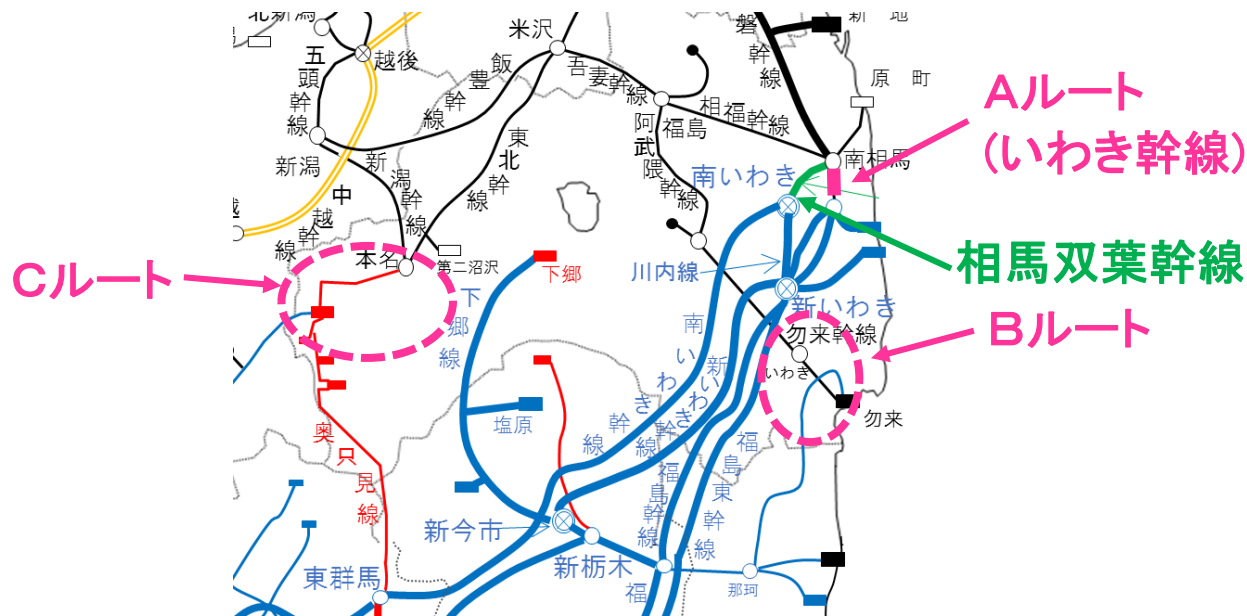 北新潟
越後
五頭幹線
米沢
飯豊幹線
吾妻幹線
東北幹線
新潟幹線
新潟中越幹線
本名
第二沼沢
阿武隈幹線
福島
相福幹線
磐幹線
新地
原町
南相馬
南いわき
川内線
新いわき
勿来幹線
いわき
勿来
下郷
下郷線
塩原
奥只見線
南いわき幹線
新いわき幹線
福島幹線
福島東幹線
新今市
新栃木
東群馬
那珂
福
Aルート
(いわき幹線)
相馬双葉幹線
Bルート
Cルート